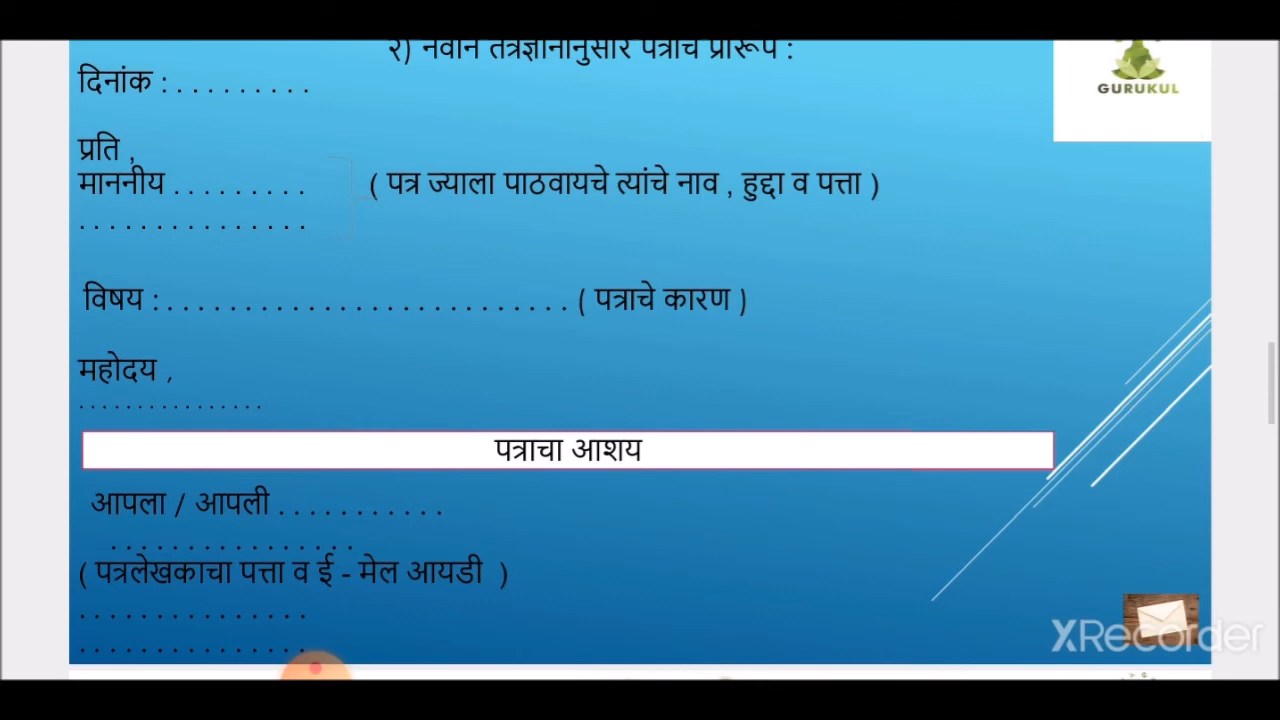 २) नवीन तंत्रज्ञानानुसार पत्राचे प्रारूप :
GURUKUL
दिनांक : . . . . . . . . .
प्रति ,
माननीय . . . . . . . . . ( पत्र ज्याला पाठवायचे त्यांचे नाव , हुद्दा व पत्ता )
. . . . . . . . . . . . . . .
विषय : . . . . . . . . . . . . . . . . . . . . . . . . . . ( पत्राचे कारण )
महोदय ,
. . . . . . . . . . . . . . . .
पत्राचा आशय
आपला / आपली . . . . . . . . . . .
. . . . . . . . . . . . . . . .
( पत्रलेखकाचा पत्ता व ई - मेल आयडी )
. . . . . . . . . . . . . . .
. . . . . . . . . . . . . . .
XRecorder